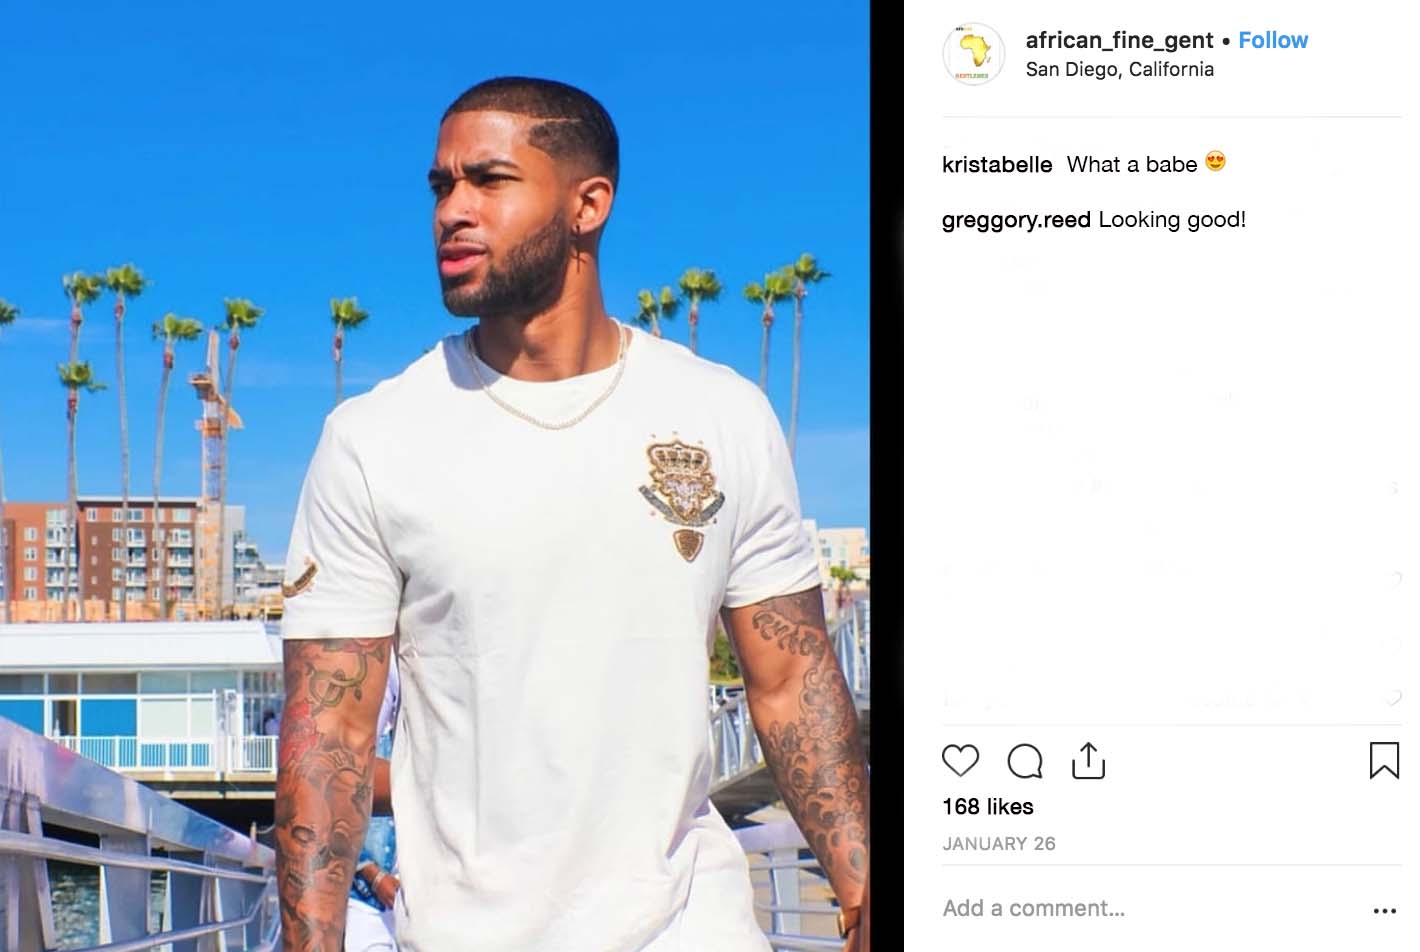 african_fine_gent • Follow
San Diego, California
kristabelle What a babe 😍
greggory.reed Looking good!
168 likes
JANUARY 26
Add a comment...